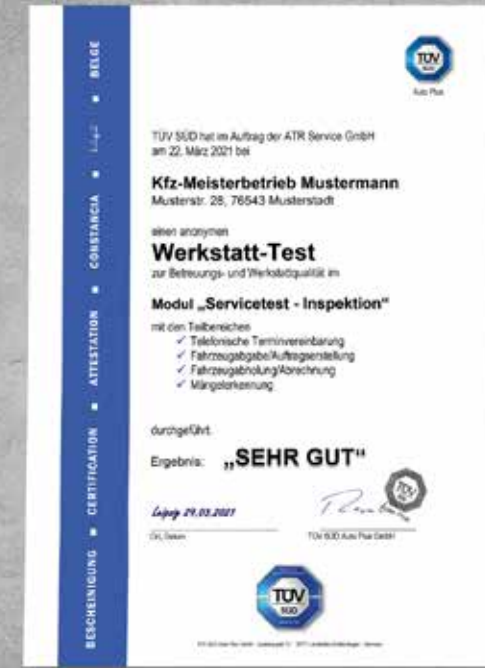 TÜV
SÜD
Auto Plus
TÜV SÜD hat im Auftrag der ATR Service GmbH
am 22. März 2021 bei
Kfz-Meisterbetrieb Mustermann
Musterstr. 28, 76543 Musterstadt
einen anonymen
Werkstatt-Test
zur Betreuungs- und Werkstattqualität im
Modul „Servicetest - Inspektion“
mit den Teilbereichen
✓ Telefonische Terminvereinbarung
✓ Fahrzeugabgabe/Auftragserstellung
✓ Fahrzeugabholung/Abrechnung
✓ Mängelerkennung
durchgeführt.
Ergebnis: „SEHR GUT“
Leipzig 29.03.2021
Ort, Datum
TÜV SÜD Auto Plus GmbH
TÜV
SÜD
BESCHEINIGUNG ■ CERTIFICATION ■ ATTESTATION ■ CONSTANCIA ■ ■ BELGE